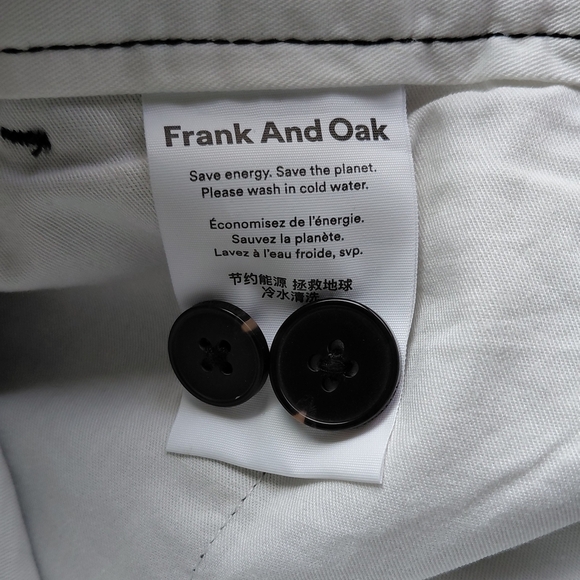 Frank And Oak
Save energy. Save the planet.
Please wash in cold water.
Économisez de l'énergie.
Sauvez la planète.
Lavez à l'eau froide, svp.
节约能源 拯救地球
冷水清洗